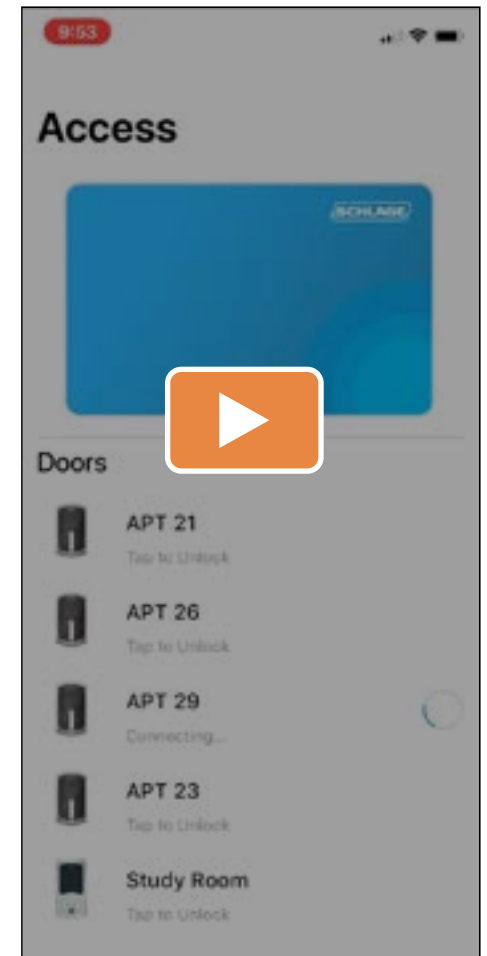 9:53
Access
SCHLAGE
Doors
APT 21
Tap to Unlock
APT 26
Tap to Unlock
APT 29
Connecting...
APT 23
Tap to Unlock
Study Room
Tap to Unlock